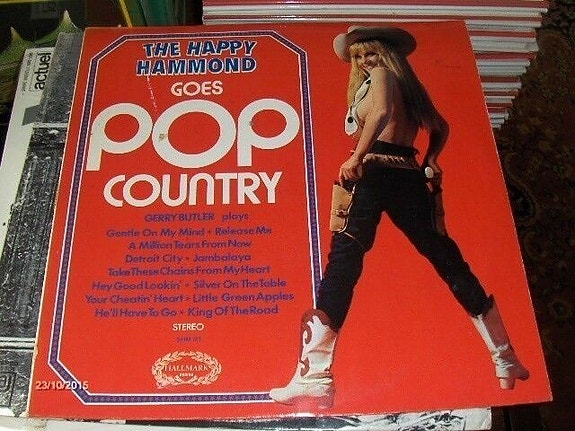 THE HAPPY
HAMMOND
GOES
POP
COUNTRY
GERRY BUTLER plays
Gentle On My Mind • Release Me
A Million Tears From Now
Detroit City • Jambalaya
Take These Chains From My Heart
Hey Good Lookin' • Silver On The Table
Your Cheatin' Heart • Little Green Apples
He'll Have To Go • King Of The Road
STEREO
HALLMARK
23/10/2015
actuel